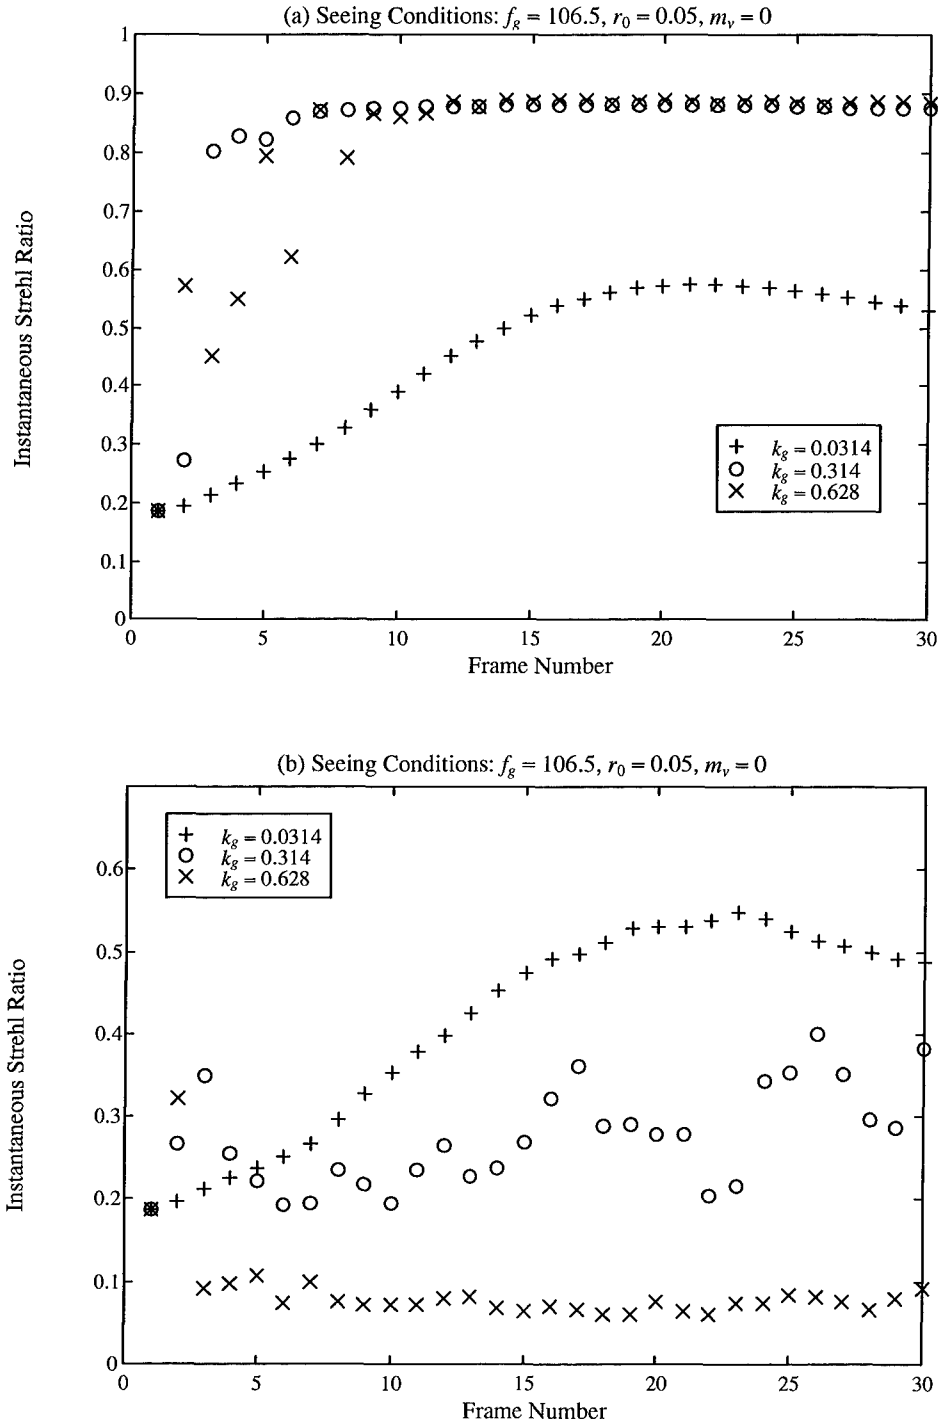 (a) Seeing Conditions: f_g = 106.5, r_0 = 0.05, m_v = 0
1
0.9
0.8
0.7
0.6
0.5
0.4
0.3
0.2
0.1
0
Instantaneous Strehl Ratio
k_g = 0.0314
k_g = 0.314
k_g = 0.628
0 5 10 15 20 25 30
Frame Number
(b) Seeing Conditions: f_g = 106.5, r_0 = 0.05, m_v = 0
k_g = 0.0314
k_g = 0.314
k_g = 0.628
0.6
0.5
0.4
0.3
0.2
0.1
0
Instantaneous Strehl Ratio
0 5 10 15 20 25 30
Frame Number